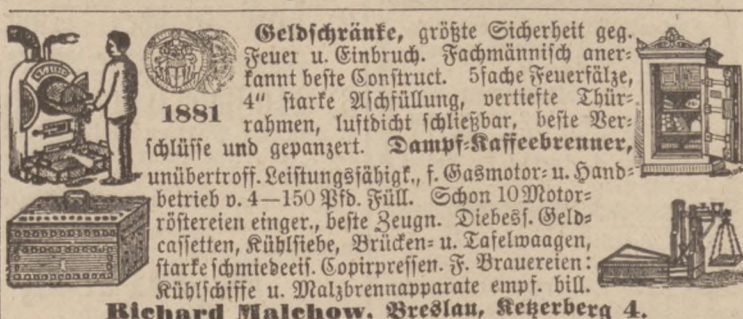 Geldschränke, größte Sicherheit geg.
Feuer u. Einbruch. Fachmännisch aner-
kannt beste Construct. 5fache Feuerfälze,
4" starke Aschfüllung, vertiefte Thür-
1881
rahmen, luftdicht schließbar, beste Ver-
schlüsse und gepanzert. Dampf-Kaffeebrenner,
unübertroff. Leistungsfähigk., f. Gasmotor- u. Hand-
betrieb v. 4—150 Pfd. Füll. Schon 10 Motor-
röstereien einger., beste Zeugn. Diebess. Geld-
cassetten, Kühlsiebe, Brücken- u. Tafelwaagen,
starke schmiedeeis. Copirpressen. F. Brauereien:
Kühlschiffe u. Malzbrennapparate empf. bill.
Richard Malchow, Breslau, Ketzerberg 4.